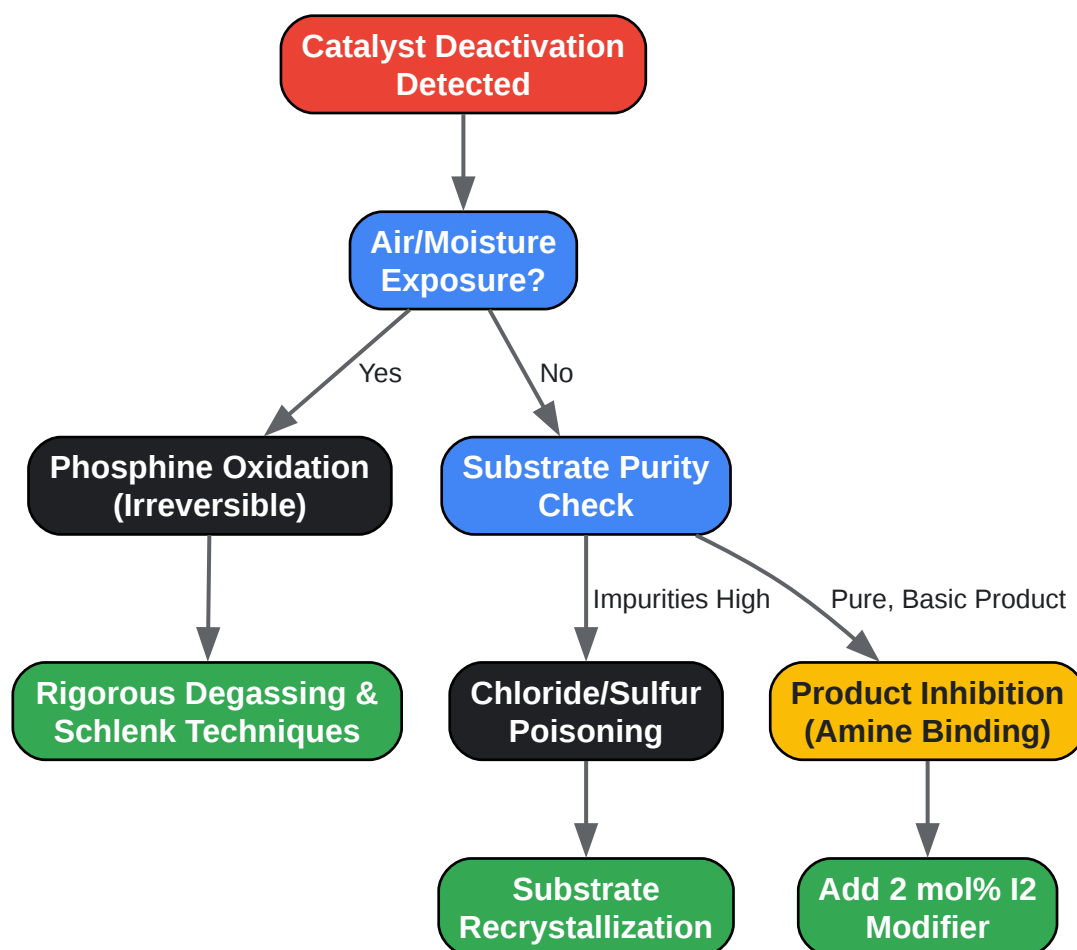 Catalyst Deactivation
Detected
Air/Moisture
Exposure?
Yes
No
Phosphine Oxidation
(Irreversible)
Substrate Purity
Check
Impurities High
Pure, Basic Product
Rigorous Degassing &
Schlenk Techniques
Chloride/Sulfur
Poisoning
Product Inhibition
(Amine Binding)
Substrate
Recrystallization
Add 2 mol% I2
Modifier